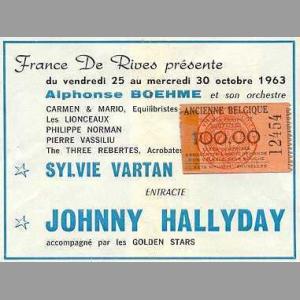 France De Rives présente
du vendredi 25 au mercredi 30 octobre 1963
Alphonse BOEHME et son orchestre
CARMEN & MARIO, Equilibristes
Les LIONCEAUX
PHILIPPE NORMAN
PIERRE VASSILIU
The THREE REBERTES, Acrobates
ANCIENNE BELGIQUE
100.00
12454
SYLVIE VARTAN
ENTRACTE
JOHNNY HALLYDAY
accompagné par les GOLDEN STARS